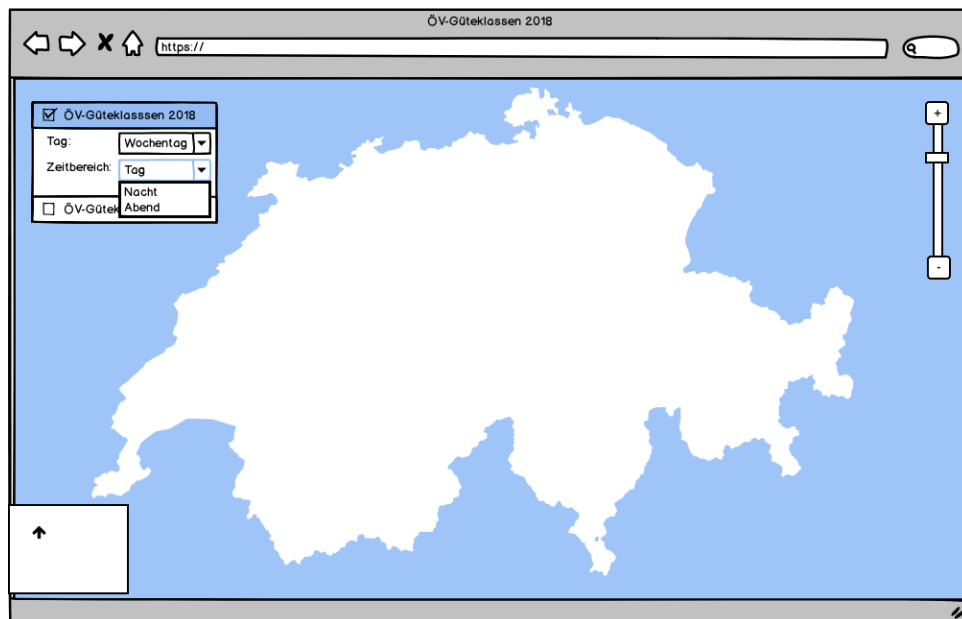 ÖV-Güteklassen 2018
https://
ÖV-Güteklasssen 2018
Tag:
Wochentag
Zeitbereich:
Tag
Nacht
Abend
ÖV-Gütek
+
-